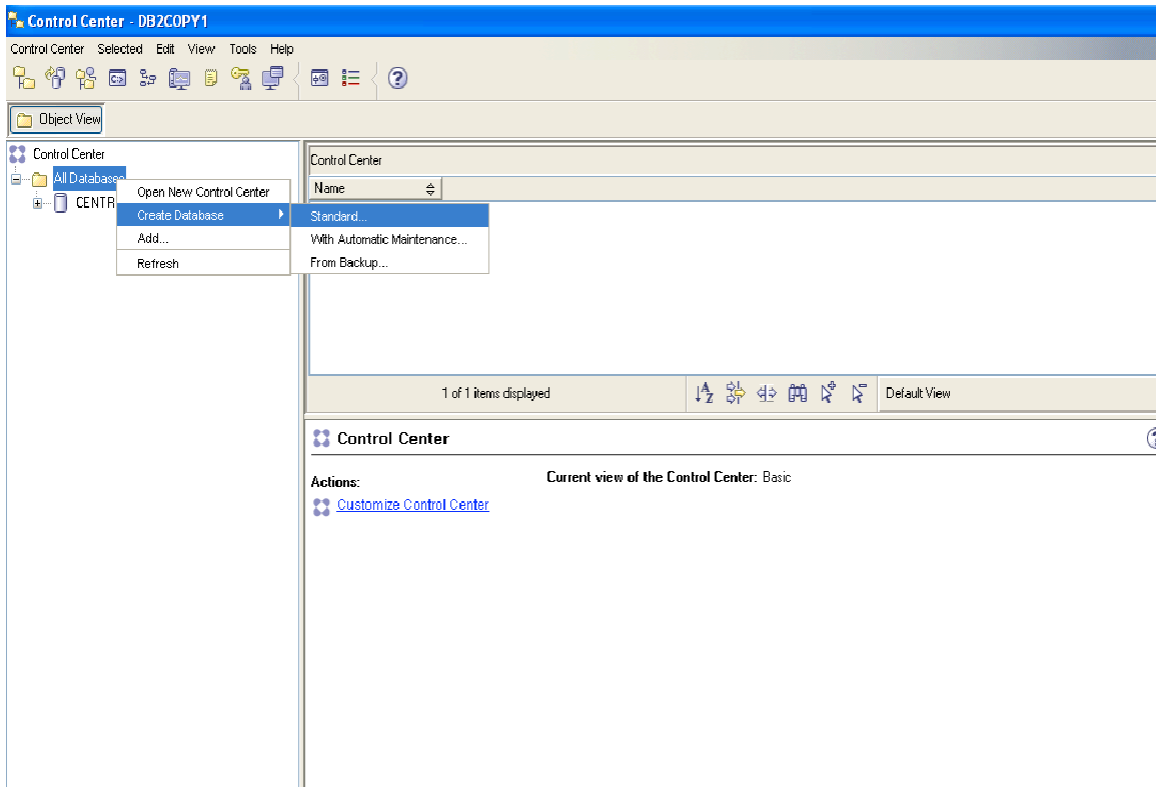 Control Center - DB2COPY1
Control Center Selected Edit View Tools Help
Object View
Control Center
All Databases
CENTR
Open New Control Center
Create Database
Add...
Refresh
Standard...
With Automatic Maintenance...
From Backup...
Control Center
Name
1 of 1 items displayed
Default View
Control Center
Actions:
Current view of the Control Center: Basic
Customize Control Center